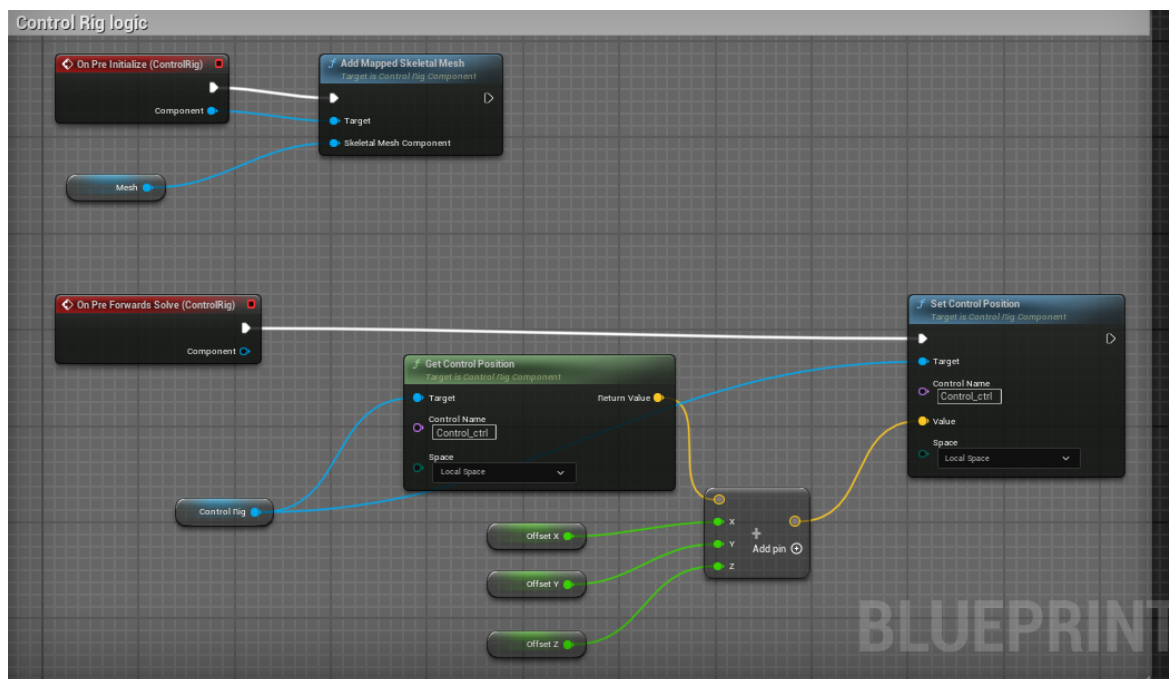 Control Rig logic
On Pre Initialize (ControlRig)
Component
Add Mapped Skeletal Mesh
Target is Control Rig Component
Target
Skeletal Mesh Component
Mesh
On Pre Forwards Solve (ControlRig)
Component
Get Control Position
Target is Control Rig Component
Target
Return Value
Control Name
Control_ctrl
Space
Local Space
Set Control Position
Target is Control Rig Component
Target
Control Name
Control_ctrl
Value
Space
Local Space
Control Rig
Offset X
Offset Y
Offset Z
X
Y
Z
Add pin
BLUEPRINT